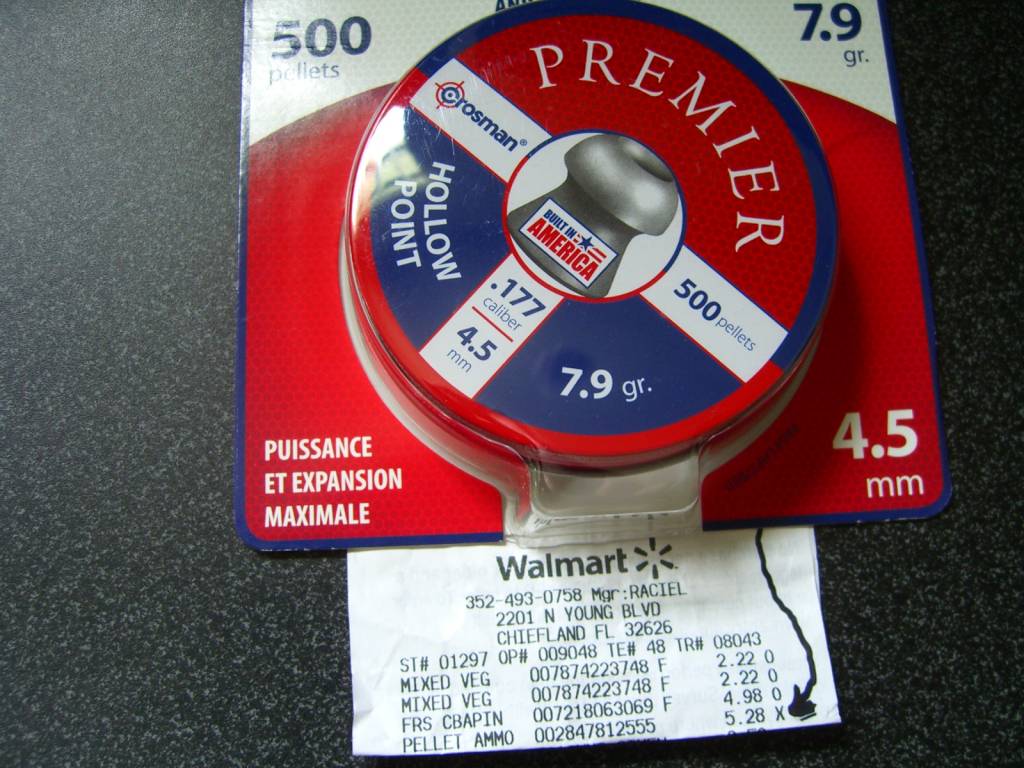 500
pellets
7.9
gr.
PREMIER
crosman®
HOLLOW
POINT
BUILT IN
AMERICA
.177
caliber
4.5
mm
500 pellets
7.9 gr.
PUISSANCE
ET EXPANSION
MAXIMALE
4.5
mm
Walmart
352-493-0758 Mgr:RACIEL
2201 N YOUNG BLVD
CHIEFLAND FL 32626
ST# 01297 OP# 009048 TE# 48 TR# 08043
MIXED VEG 007874223748 F 2.22 O
MIXED VEG 007874223748 F 2.22 O
FRS CBAPIN 007218063069 F 4.98 O
PELLET AMMO 002847812555 5.28 X